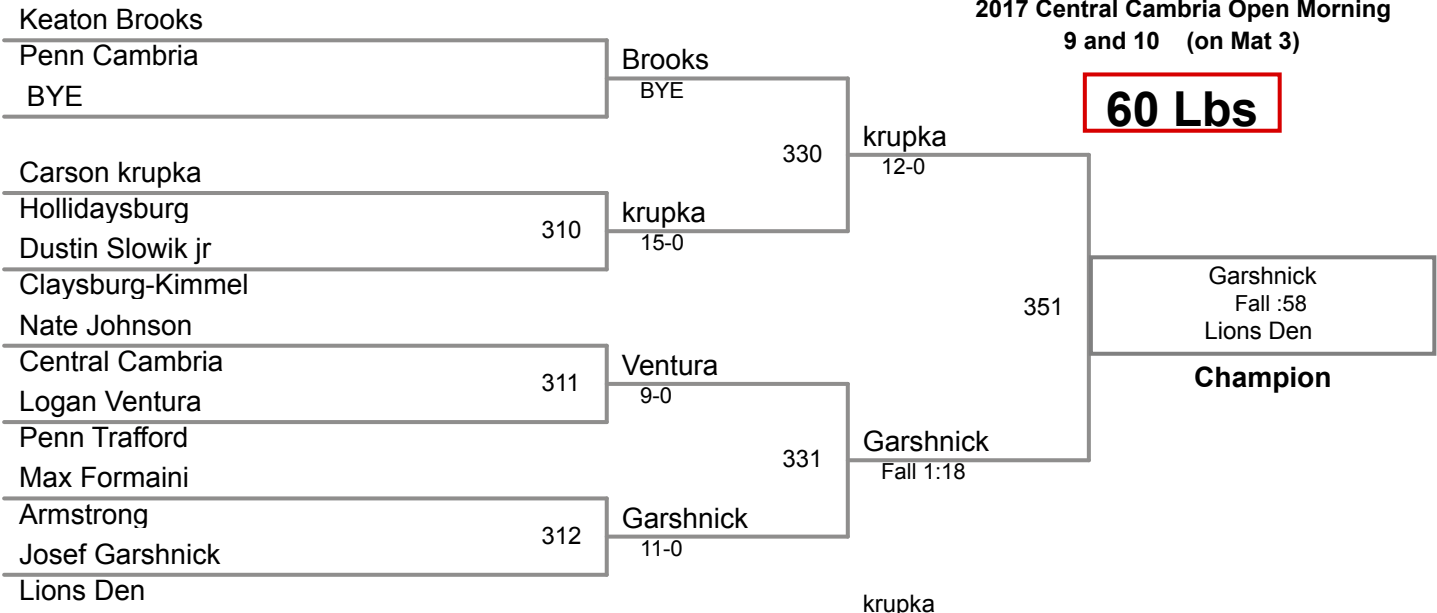 2017 Central Cambria Open Morning
9 and 10 (on Mat 3)
60 Lbs
Keaton Brooks
Penn Cambria
BYE
Carson krupka
Hollidaysburg
Dustin Slowik jr
Claysburg-Kimmel
Nate Johnson
Central Cambria
Logan Ventura
Penn Trafford
Max Formaini
Armstrong
Josef Garshnick
Lions Den
Brooks
BYE
310
krupka
15-0
311
Ventura
9-0
312
Garshnick
11-0
330
krupka
12-0
331
Garshnick
Fall 1:18
351
Garshnick
Fall :58
Lions Den
Champion
krupka